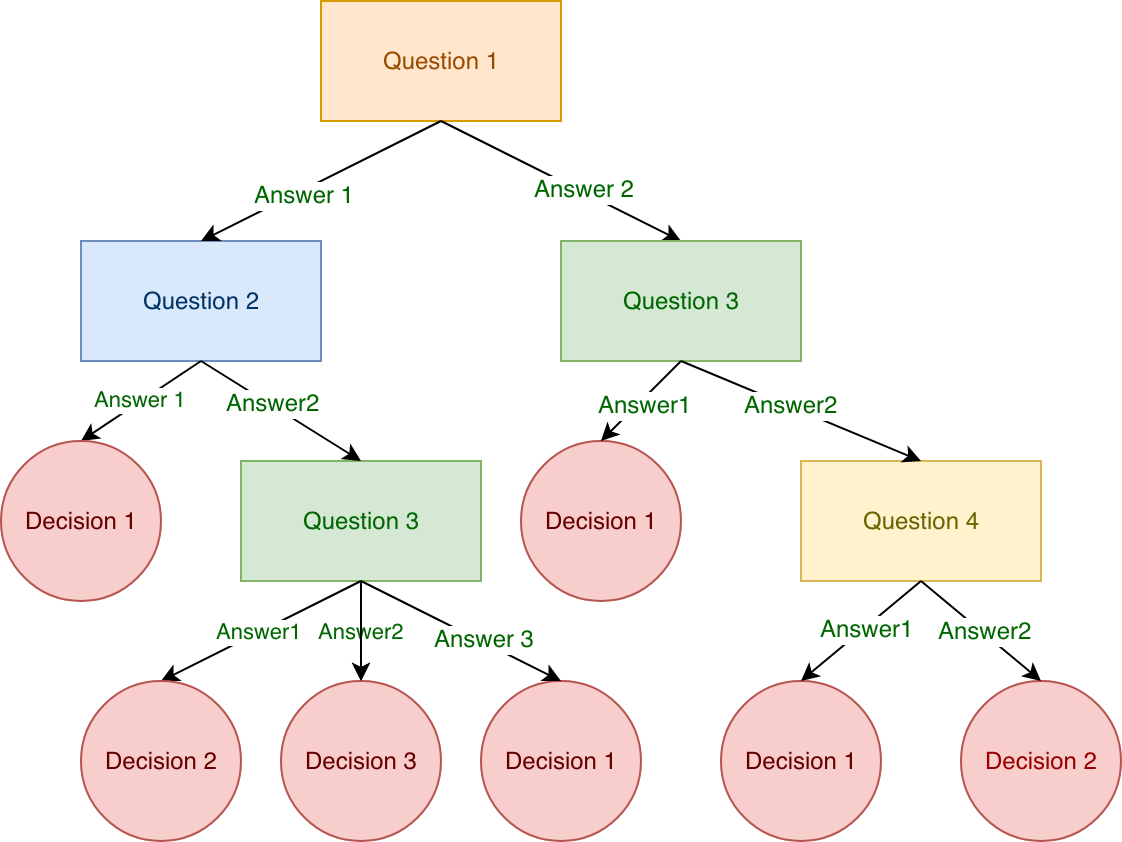 Question 1
Answer 1
Answer 2
Question 2
Question 3
Answer 1
Answer2
Answer1
Answer2
Decision 1
Question 3
Decision 1
Question 4
Answer1
Answer2
Answer 3
Answer1
Answer2
Decision 2
Decision 3
Decision 1
Decision 1
Decision 2